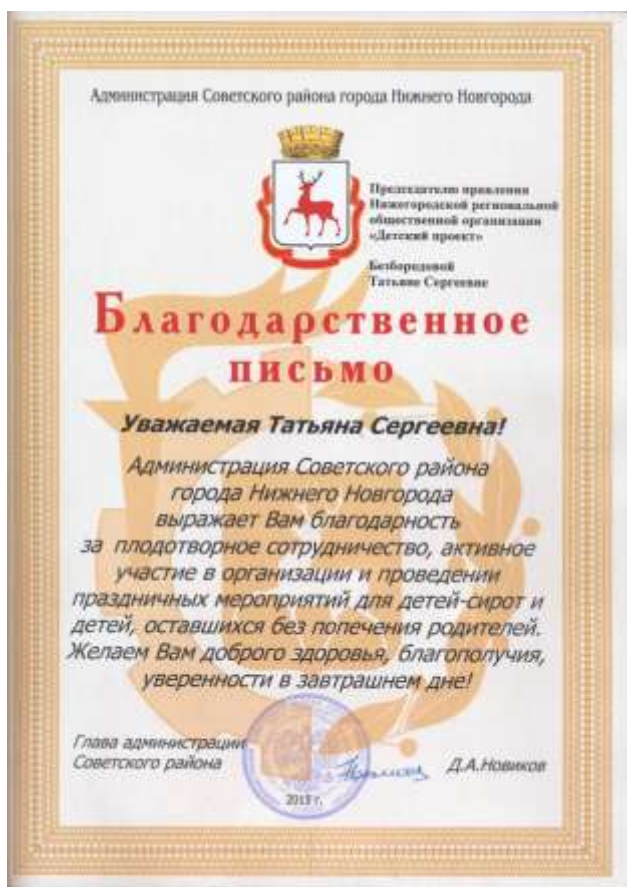 Администрация Советского района города Нижнего Новгорода
Председателю правления
Нижегородской региональной
общественной организации
«Детский проект»
Безбородовой
Татьяне Сергеевне
Благодарственное
письмо
Уважаемая Татьяна Сергеевна!
Администрация Советского района
города Нижнего Новгорода
выражает Вам благодарность
за плодотворное сотрудничество, активное
участие в организации и проведении
праздничных мероприятий для детей-сирот и
детей, оставшихся без попечения родителей.
Желаем Вам доброго здоровья, благополучия,
уверенности в завтрашнем дне!
Глава администрации
Советского района
Д.А.Новиков